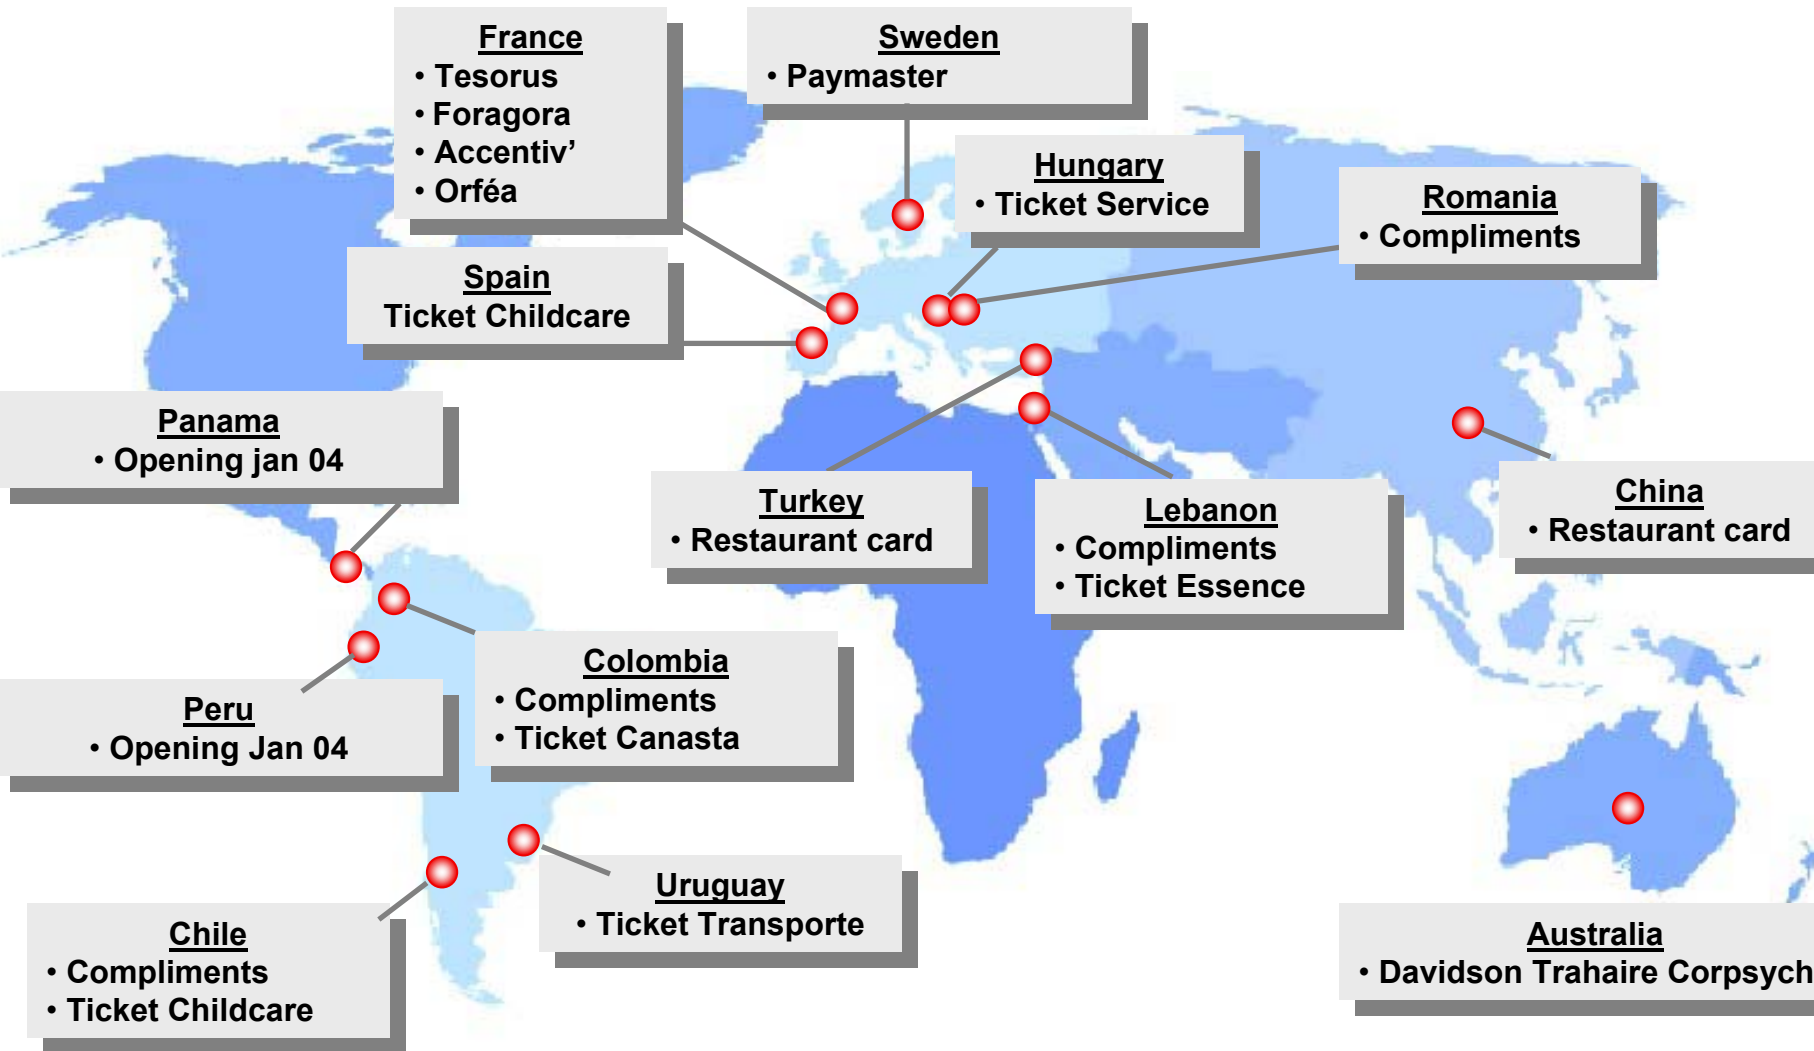 France
• Tesorus
• Foragora
• Accentiv’
• Orféa
Sweden
• Paymaster
Hungary
• Ticket Service
Romania
• Compliments
Spain
Ticket Childcare
Panama
• Opening jan 04
Turkey
• Restaurant card
Lebanon
• Compliments
• Ticket Essence
China
• Restaurant card
Colombia
• Compliments
• Ticket Canasta
Peru
• Opening Jan 04
Uruguay
• Ticket Transporte
Chile
• Compliments
• Ticket Childcare
Australia
• Davidson Trahaire Corpsych